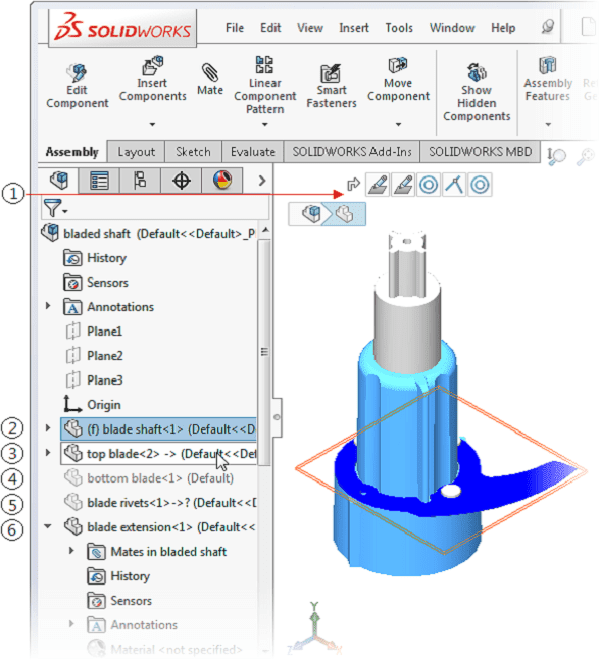 SOLIDWORKS File Edit View Insert Tools Window Help
Edit Component
Insert Components
Mate
Linear Component Pattern
Smart Fasteners
Move Component
Show Hidden Components
Assembly Features
Assembly Layout Sketch Evaluate SOLIDWORKS Add-Ins SOLIDWORKS MBD
1
bladed shaft (Default<<Default>_P
History
Sensors
A Annotations
Plane1
Plane2
Plane3
Origin
2 (f) blade shaft<1> (Default<<D
3 top blade<2> -> (Default<<Def
4 bottom blade<1> (Default)
5 blade rivets<1>->? (Default<<D
6 blade extension<1> (Default<<
Mates in bladed shaft
History
Sensors
A Annotations
Material <not specified>
Y
Z X